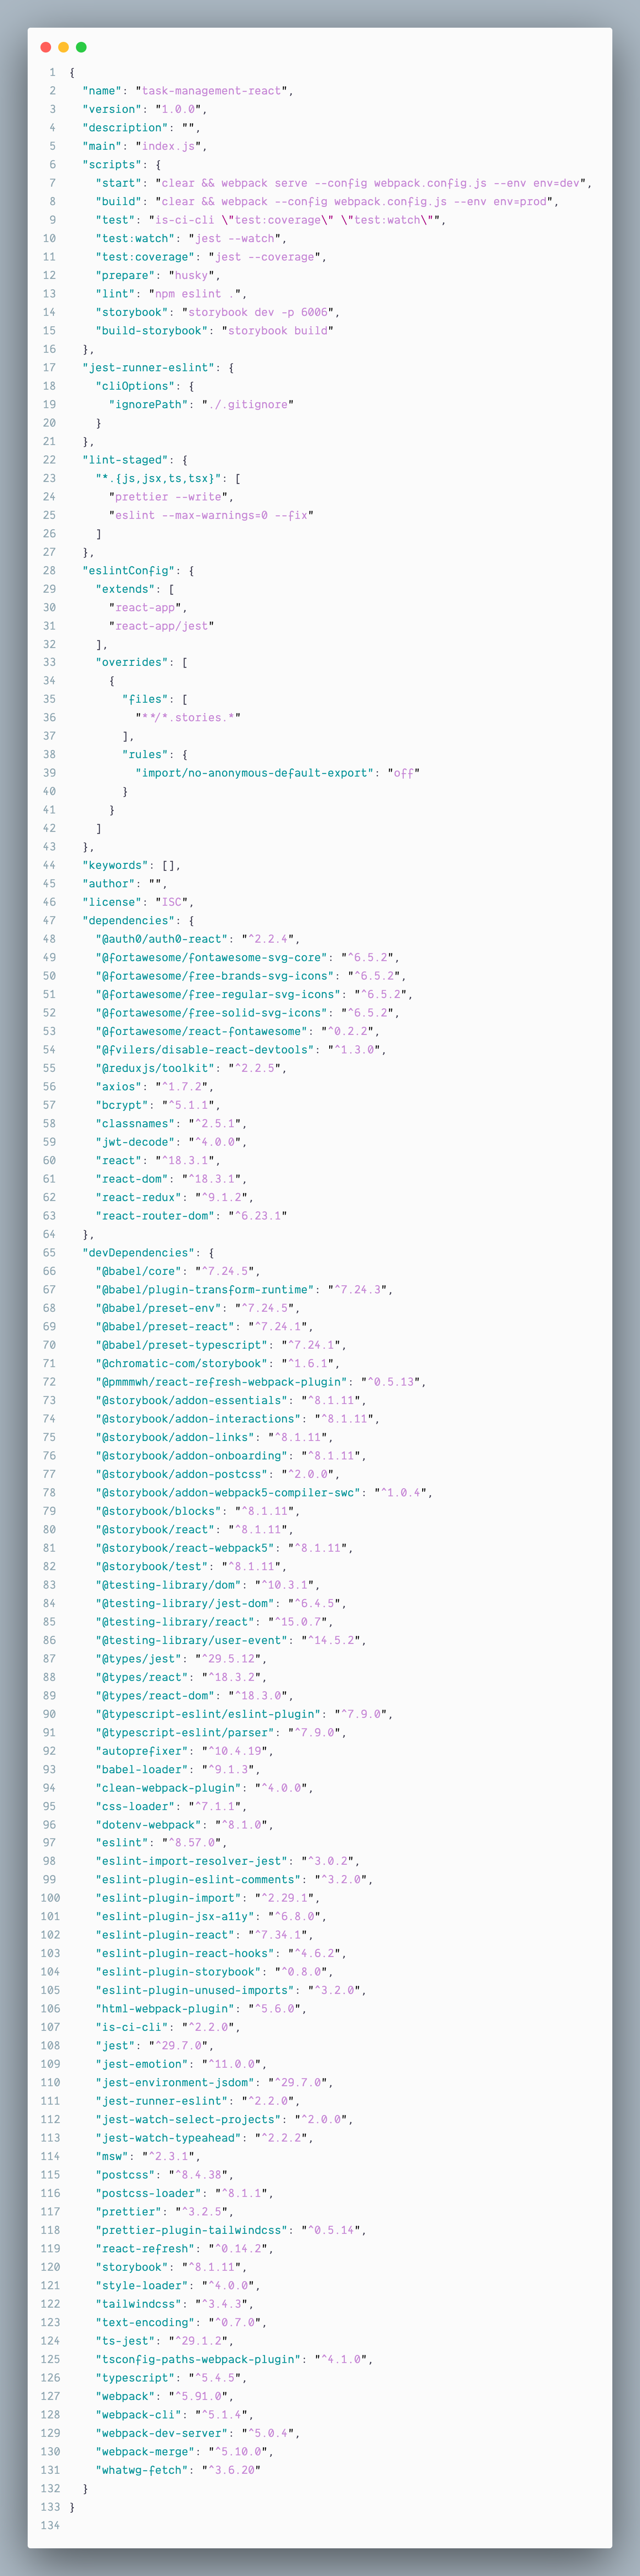 1 {
2   "name": "task-management-react",
3   "version": "1.0.0",
4   "description": "",
5   "main": "index.js",
6   "scripts": {
7     "start": "clear && webpack serve --config webpack.config.js --env env=dev",
8     "build": "clear && webpack --config webpack.config.js --env env=prod",
9     "test": "is-ci-cli \"test:coverage\" \"test:watch\"",
10     "test:watch": "jest --watch",
11     "test:coverage": "jest --coverage",
12     "prepare": "husky",
13     "lint": "npm eslint .",
14     "storybook": "storybook dev -p 6006",
15     "build-storybook": "storybook build"
16   },
17   "jest-runner-eslint": {
18     "cliOptions": {
19       "ignorePath": "./.gitignore"
20     }
21   },
22   "lint-staged": {
23     "*.{js,jsx,ts,tsx}": [
24       "prettier --write",
25       "eslint --max-warnings=0 --fix"
26     ]
27   },
28   "eslintConfig": {
29     "extends": [
30       "react-app",
31       "react-app/jest"
32     ],
33     "overrides": [
34       {
35         "files": [
36           "**/*.stories.*"
37         ],
38         "rules": {
39           "import/no-anonymous-default-export": "off"
40         }
41       }
42     ]
43   },
44   "keywords": [],
45   "author": "",
46   "license": "ISC",
47   "dependencies": {
48     "@auth0/auth0-react": "^2.2.4",
49     "@fortawesome/fontawesome-svg-core": "^6.5.2",
50     "@fortawesome/free-brands-svg-icons": "^6.5.2",
51     "@fortawesome/free-regular-svg-icons": "^6.5.2",
52     "@fortawesome/free-solid-svg-icons": "^6.5.2",
53     "@fortawesome/react-fontawesome": "^0.2.2",
54     "@fvilers/disable-react-devtools": "^1.3.0",
55     "@reduxjs/toolkit": "^2.2.5",
56     "axios": "^1.7.2",
57     "bcrypt": "^5.1.1",
58     "classnames": "^2.5.1",
59     "jwt-decode": "^4.0.0",
60     "react": "^18.3.1",
61     "react-dom": "^18.3.1",
62     "react-redux": "^9.1.2",
63     "react-router-dom": "^6.23.1"
64   },
65   "devDependencies": {
66     "@babel/core": "^7.24.5",
67     "@babel/plugin-transform-runtime": "^7.24.3",
68     "@babel/preset-env": "^7.24.5",
69     "@babel/preset-react": "^7.24.1",
70     "@babel/preset-typescript": "^7.24.1",
71     "@chromatic-com/storybook": "^1.6.1",
72     "@pmmmwh/react-refresh-webpack-plugin": "^0.5.13",
73     "@storybook/addon-essentials": "^8.1.11",
74     "@storybook/addon-interactions": "^8.1.11",
75     "@storybook/addon-links": "^8.1.11",
76     "@storybook/addon-onboarding": "^8.1.11",
77     "@storybook/addon-postcss": "^2.0.0",
78     "@storybook/addon-webpack5-compiler-swc": "^1.0.4",
79     "@storybook/blocks": "^8.1.11",
80     "@storybook/react": "^8.1.11",
81     "@storybook/react-webpack5": "^8.1.11",
82     "@storybook/test": "^8.1.11",
83     "@testing-library/dom": "^10.3.1",
84     "@testing-library/jest-dom": "^6.4.5",
85     "@testing-library/react": "^15.0.7",
86     "@testing-library/user-event": "^14.5.2",
87     "@types/jest": "^29.5.12",
88     "@types/react": "^18.3.2",
89     "@types/react-dom": "^18.3.0",
90     "@typescript-eslint/eslint-plugin": "^7.9.0",
91     "@typescript-eslint/parser": "^7.9.0",
92     "autoprefixer": "^10.4.19",
93     "babel-loader": "^9.1.3",
94     "clean-webpack-plugin": "^4.0.0",
95     "css-loader": "^7.1.1",
96     "dotenv-webpack": "^8.1.0",
97     "eslint": "^8.57.0",
98     "eslint-import-resolver-jest": "^3.0.2",
99     "eslint-plugin-eslint-comments": "^3.2.0",
100     "eslint-plugin-import": "^2.29.1",
101     "eslint-plugin-jsx-a11y": "^6.8.0",
102     "eslint-plugin-react": "^7.34.1",
103     "eslint-plugin-react-hooks": "^4.6.2",
104     "eslint-plugin-storybook": "^0.8.0",
105     "eslint-plugin-unused-imports": "^3.2.0",
106     "html-webpack-plugin": "^5.6.0",
107     "is-ci-cli": "^2.2.0",
108     "jest": "^29.7.0",
109     "jest-emotion": "^11.0.0",
110     "jest-environment-jsdom": "^29.7.0",
111     "jest-runner-eslint": "^2.2.0",
112     "jest-watch-select-projects": "^2.0.0",
113     "jest-watch-typeahead": "^2.2.2",
114     "msw": "^2.3.1",
115     "postcss": "^8.4.38",
116     "postcss-loader": "^8.1.1",
117     "prettier": "^3.2.5",
118     "prettier-plugin-tailwindcss": "^0.5.14",
119     "react-refresh": "^0.14.2",
120     "storybook": "^8.1.11",
121     "style-loader": "^4.0.0",
122     "tailwindcss": "^3.4.3",
123     "text-encoding": "^0.7.0",
124     "ts-jest": "^29.1.2",
125     "tsconfig-paths-webpack-plugin": "^4.1.0",
126     "typescript": "^5.4.5",
127     "webpack": "^5.91.0",
128     "webpack-cli": "^5.1.4",
129     "webpack-dev-server": "^5.0.4",
130     "webpack-merge": "^5.10.0",
131     "whatwg-fetch": "^3.6.20"
132   }
133 }
134